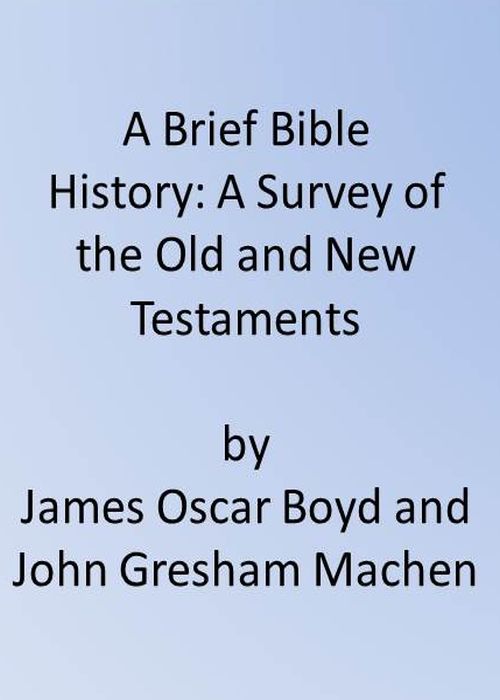 A Brief Bible
History: A Survey of
the Old and New
Testaments
by
James Oscar Boyd and
John Gresham Machen